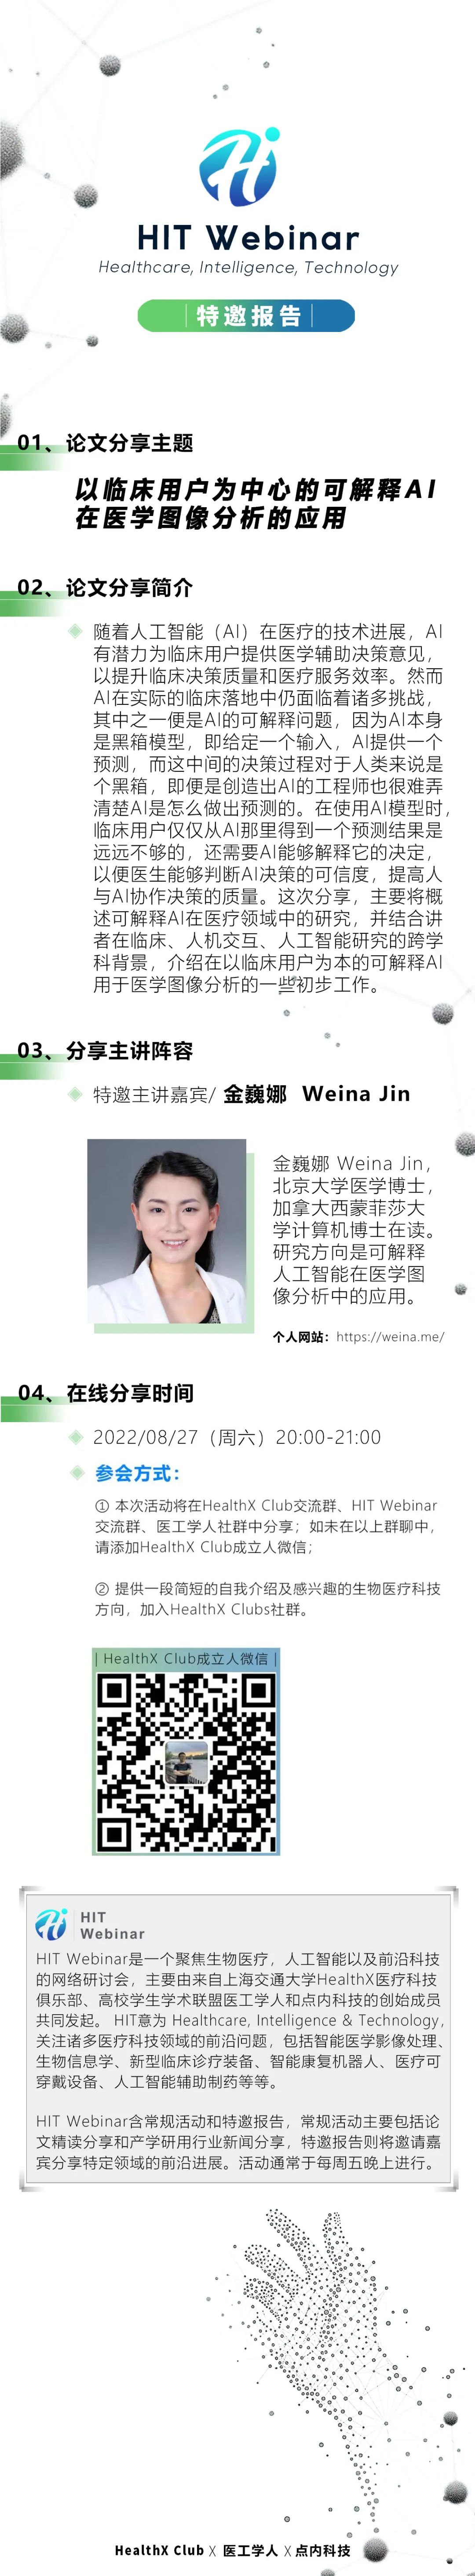 HIT Webinar
Healthcare, Intelligence, Technology
特邀报告
01、论文分享主题
以临床用户为中心的可解释AI
在医学图像分析的应用
02、论文分享简介
随着人工智能（AI）在医疗的技术进展，AI
有潜力为临床用户提供医学辅助决策意见，
以提升临床决策质量和医疗服务效率。然而
AI在实际的临床落地中仍面临着诸多挑战，
其中之一便是AI的可解释问题，因为AI本身
是黑箱模型，即给定一个输入，AI提供一个
预测，而这中间的决策过程对于人类来说是
个黑箱，即便是创造出AI的工程师也很难弄
清楚AI是怎么做出预测的。在使用AI模型时，
临床用户仅仅从AI那里得到一个预测结果是
远远不够的，还需要AI能够解释它的决定，
以便医生能够判断AI决策的可信度，提高人
与AI协作决策的质量。这次分享，主要将概
述可解释AI在医疗领域中的研究，并结合讲
者在临床、人机交互、人工智能研究的跨学
科背景，介绍在以临床用户为本的可解释AI
用于医学图像分析的一些初步工作。
03、分享主讲阵容
特邀主讲嘉宾/ 金巍娜 Weina Jin
金巍娜 Weina Jin，
北京大学医学博士，
加拿大西蒙菲莎大
学计算机博士在读。
研究方向是可解释
人工智能在医学图
像分析中的应用。
个人网站：https://weina.me/
04、在线分享时间
2022/08/27（周六）20:00-21:00
参会方式：
① 本次活动将在HealthX Club交流群、HIT Webinar
交流群、医工学人社群中分享；如未在以上群聊中，
请添加HealthX Club成立人微信；
② 提供一段简短的自我介绍及感兴趣的生物医疗科技
方向，加入HealthX Clubs社群。
| HealthX Club成立人微信 |
HIT
Webinar
HIT Webinar是一个聚焦生物医疗，人工智能以及前沿科技
的网络研讨会，主要由来自上海交通大学HealthX医疗科技
俱乐部、高校学生学术联盟医工学人和点内科技的创始成员
共同发起。 HIT意为 Healthcare, Intelligence & Technology，
关注诸多医疗科技领域的前沿问题，包括智能医学影像处理、
生物信息学、新型临床诊疗装备、智能康复机器人、医疗可
穿戴设备、人工智能辅助制药等等。
HIT Webinar含常规活动和特邀报告，常规活动主要包括论
文精读分享和产学研用行业新闻分享，特邀报告则将邀请嘉
宾分享特定领域的前沿进展。活动通常于每周五晚上进行。
HealthX Club X 医工学人 X 点内科技